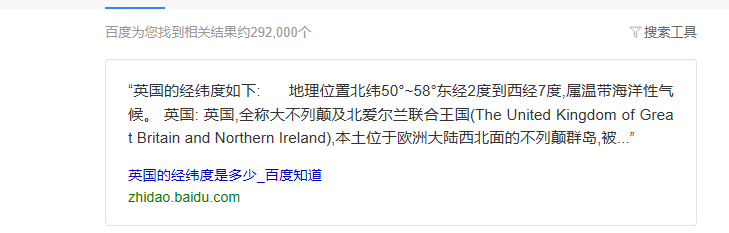 百度为您找到相关结果约292,000个
搜索工具
“英国的经纬度如下: 地理位置北纬50°~58°东经2度到西经7度,属温带海洋性气
候。 英国: 英国,全称大不列颠及北爱尔兰联合王国(The United Kingdom of Grea
t Britain and Northern Ireland),本土位于欧洲大陆西北面的不列颠群岛,被...”
英国的经纬度是多少_百度知道
zhidao.baidu.com